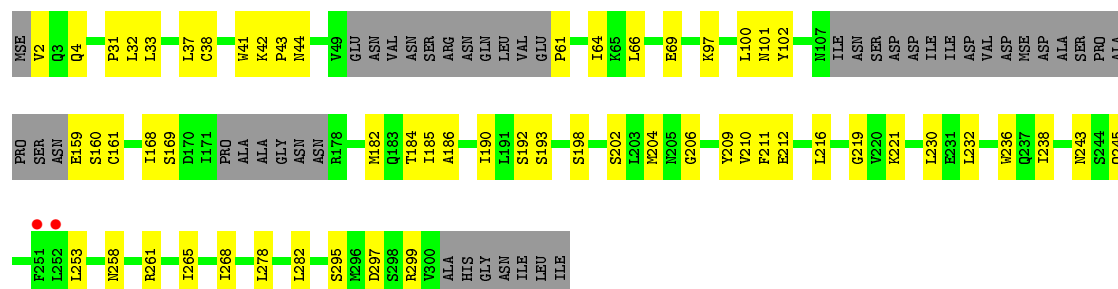 MSE V2 Q3 Q4 P31 L32 L33 L37 C38 W41 K42 P43 N44 V49 GLU ASN VAL ASN SER ARG ASN GLN LEU VAL GLU P61 I64 K65 L66 E69 K97 L100 N101 Y102 N107 ILE ASN SER ASP ASP ILE ILE ASP VAL ASP MSE ASP ALA SER PRO ALA
PRO SER ASN E159 S160 C161 I168 S169 D170 I171 PRO ALA ALA GLY ASN ASN R178 M182 Q183 T184 I185 A186 I190 L191 S192 S193 S198 S202 L203 M204 N205 G206 Y209 V210 F211 E212 L216 G219 V220 K221 L230 E231 L232 W236 Q237 I238 N243 S244
F251 L252 L253 N258 R261 I265 I268 L278 L282 S295 M296 D297 S298 R299 V300 ALA HIS GLY ASN ILE LEU ILE